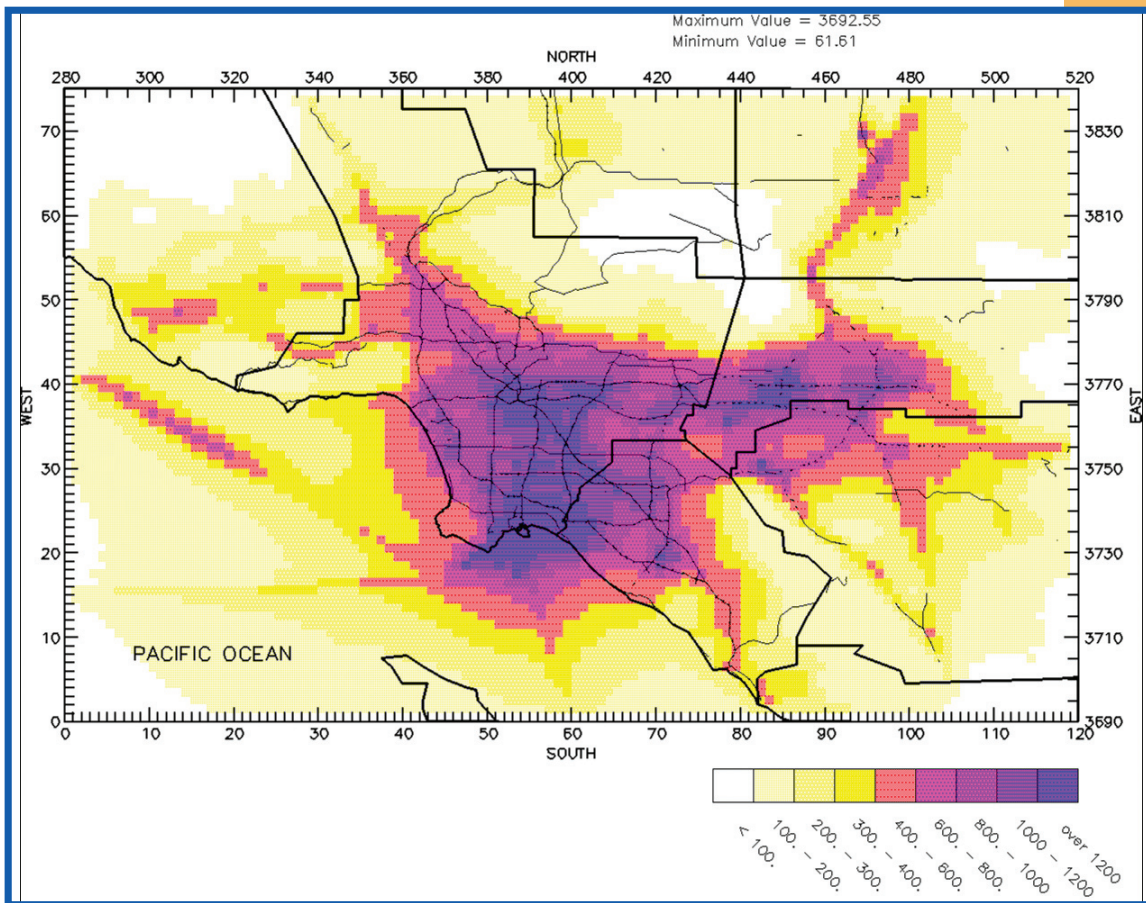 Maximum Value = 3692.55
Minimum Value = 61.61
NORTH
280 300 320 340 360 380 400 420 440 460 480 500 520
70 3830
60 3810
50 3790
WEST
40 3770
EAST
30 3750
20 3730
10 3710
PACIFIC OCEAN
0 3690
0 10 20 30 40 50 60 70 80 90 100 110 120
SOUTH
< 100.
100. – 200.
200. – 300.
300. – 400.
400. – 600.
600. – 800.
800. – 1000
1000 – 1200
over 1200